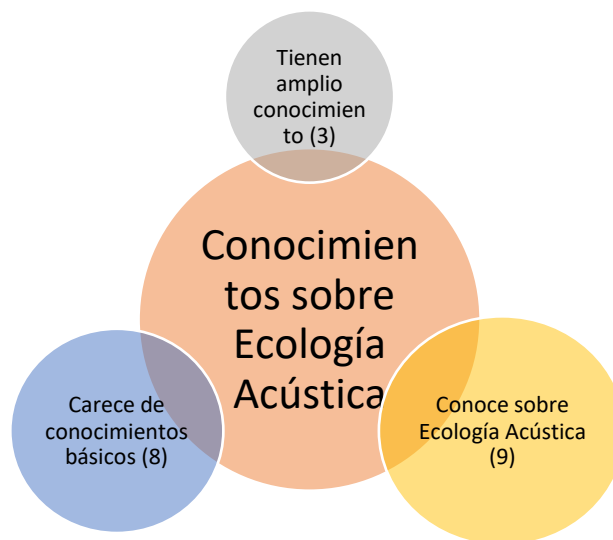 Tienen
amplio
conocimien
to (3)
Conocimien
tos sobre
Ecología
Acústica
Carece de
conocimientos
básicos (8)
Conoce sobre
Ecología Acústica
(9)